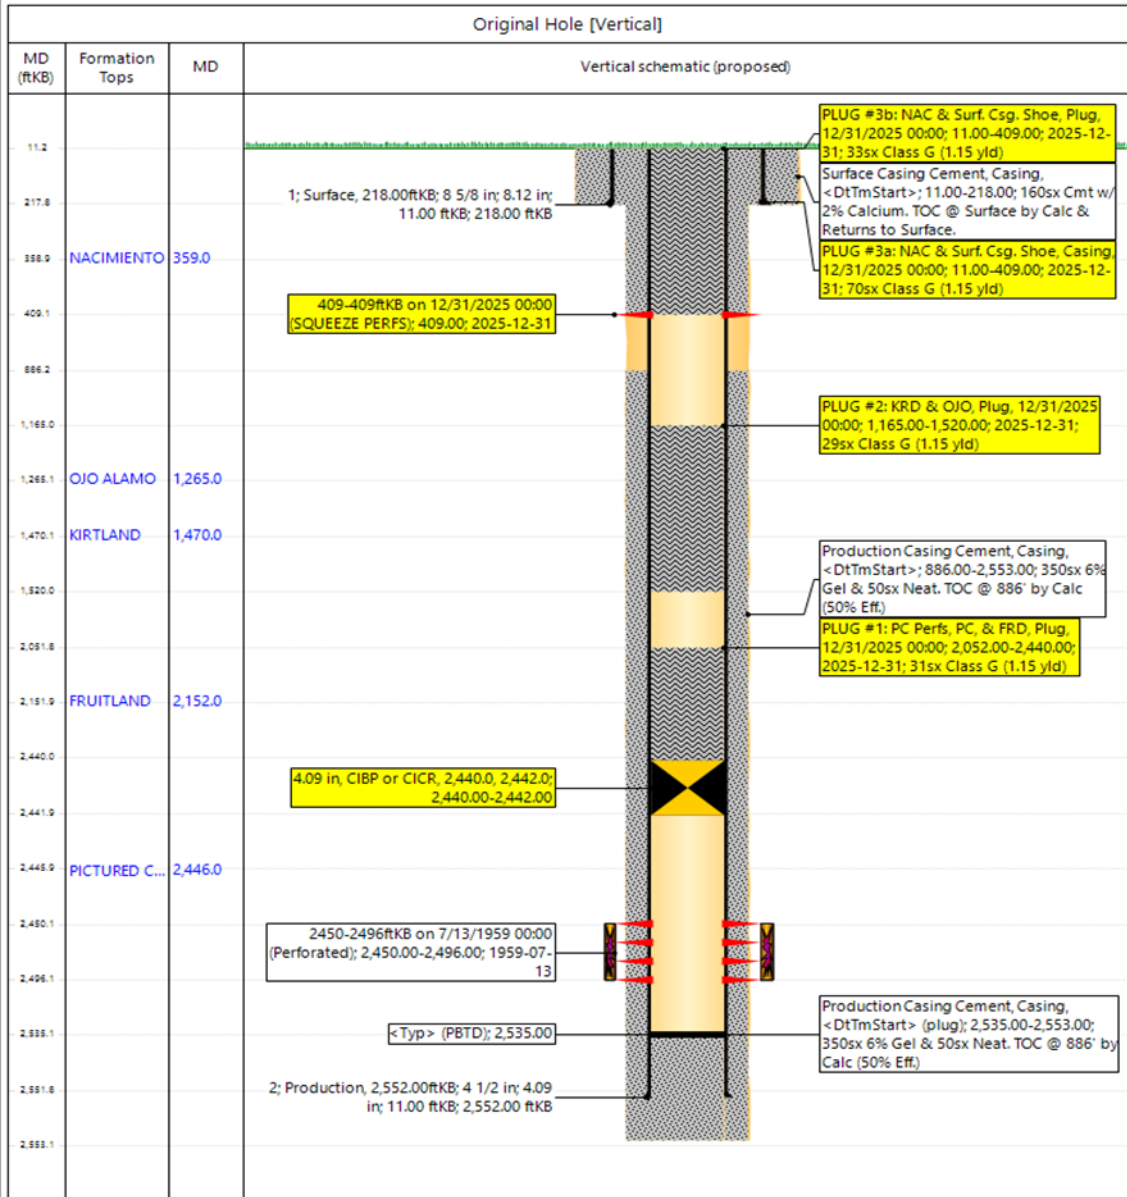 Original Hole [Vertical]
MD
(ftKB)
Formation
Tops
MD
Vertical schematic (proposed)
PLUG #3b: NAC & Surf. Csg. Shoe, Plug,
12/31/2025 00:00; 11.00-409.00; 2025-12-
31; 33sx Class G (1.15 yld)
11.2
Surface Casing Cement, Casing,
<DtTmStart>; 11.00-218.00; 160sx Cmt w/
2% Calcium. TOC @ Surface by Calc &
Returns to Surface.
1; Surface, 218.00ftKB; 8 5/8 in; 8.12 in;
11.00 ftKB; 218.00 ftKB
217.8
PLUG #3a: NAC & Surf. Csg. Shoe, Casing,
12/31/2025 00:00; 11.00-409.00; 2025-12-
31; 70sx Class G (1.15 yld)
358.9
NACIMIENTO 359.0
409-409ftKB on 12/31/2025 00:00
(SQUEEZE PERFS); 409.00; 2025-12-31
409.1
886.2
PLUG #2: KRD & OJO, Plug, 12/31/2025
00:00; 1,165.00-1,520.00; 2025-12-31;
29sx Class G (1.15 yld)
1,165.0
1,265.1
OJO ALAMO 1,265.0
1,470.1
KIRTLAND 1,470.0
Production Casing Cement, Casing,
<DtTmStart>; 886.00-2,553.00; 350sx 6%
Gel & 50sx Neat. TOC @ 886' by Calc
(50% Eff.)
1,520.0
PLUG #1: PC Perfs, PC, & FRD, Plug,
12/31/2025 00:00; 2,052.00-2,440.00;
2025-12-31; 31sx Class G (1.15 yld)
2,051.8
2,151.9
FRUITLAND 2,152.0
2,440.0
4.09 in, CIBP or CICR, 2,440.0, 2,442.0;
2,440.00-2,442.00
2,441.9
2,445.9
PICTURED C... 2,446.0
2,450.1
2450-2496ftKB on 7/13/1959 00:00
(Perforated); 2,450.00-2,496.00; 1959-07-
13
2,496.1
<Typ> (PBTD); 2,535.00
2,535.1
Production Casing Cement, Casing,
<DtTmStart> (plug); 2,535.00-2,553.00;
350sx 6% Gel & 50sx Neat. TOC @ 886' by
Calc (50% Eff.)
2; Production, 2,552.00ftKB; 4 1/2 in; 4.09
in; 11.00 ftKB; 2,552.00 ftKB
2,551.8
2,553.1